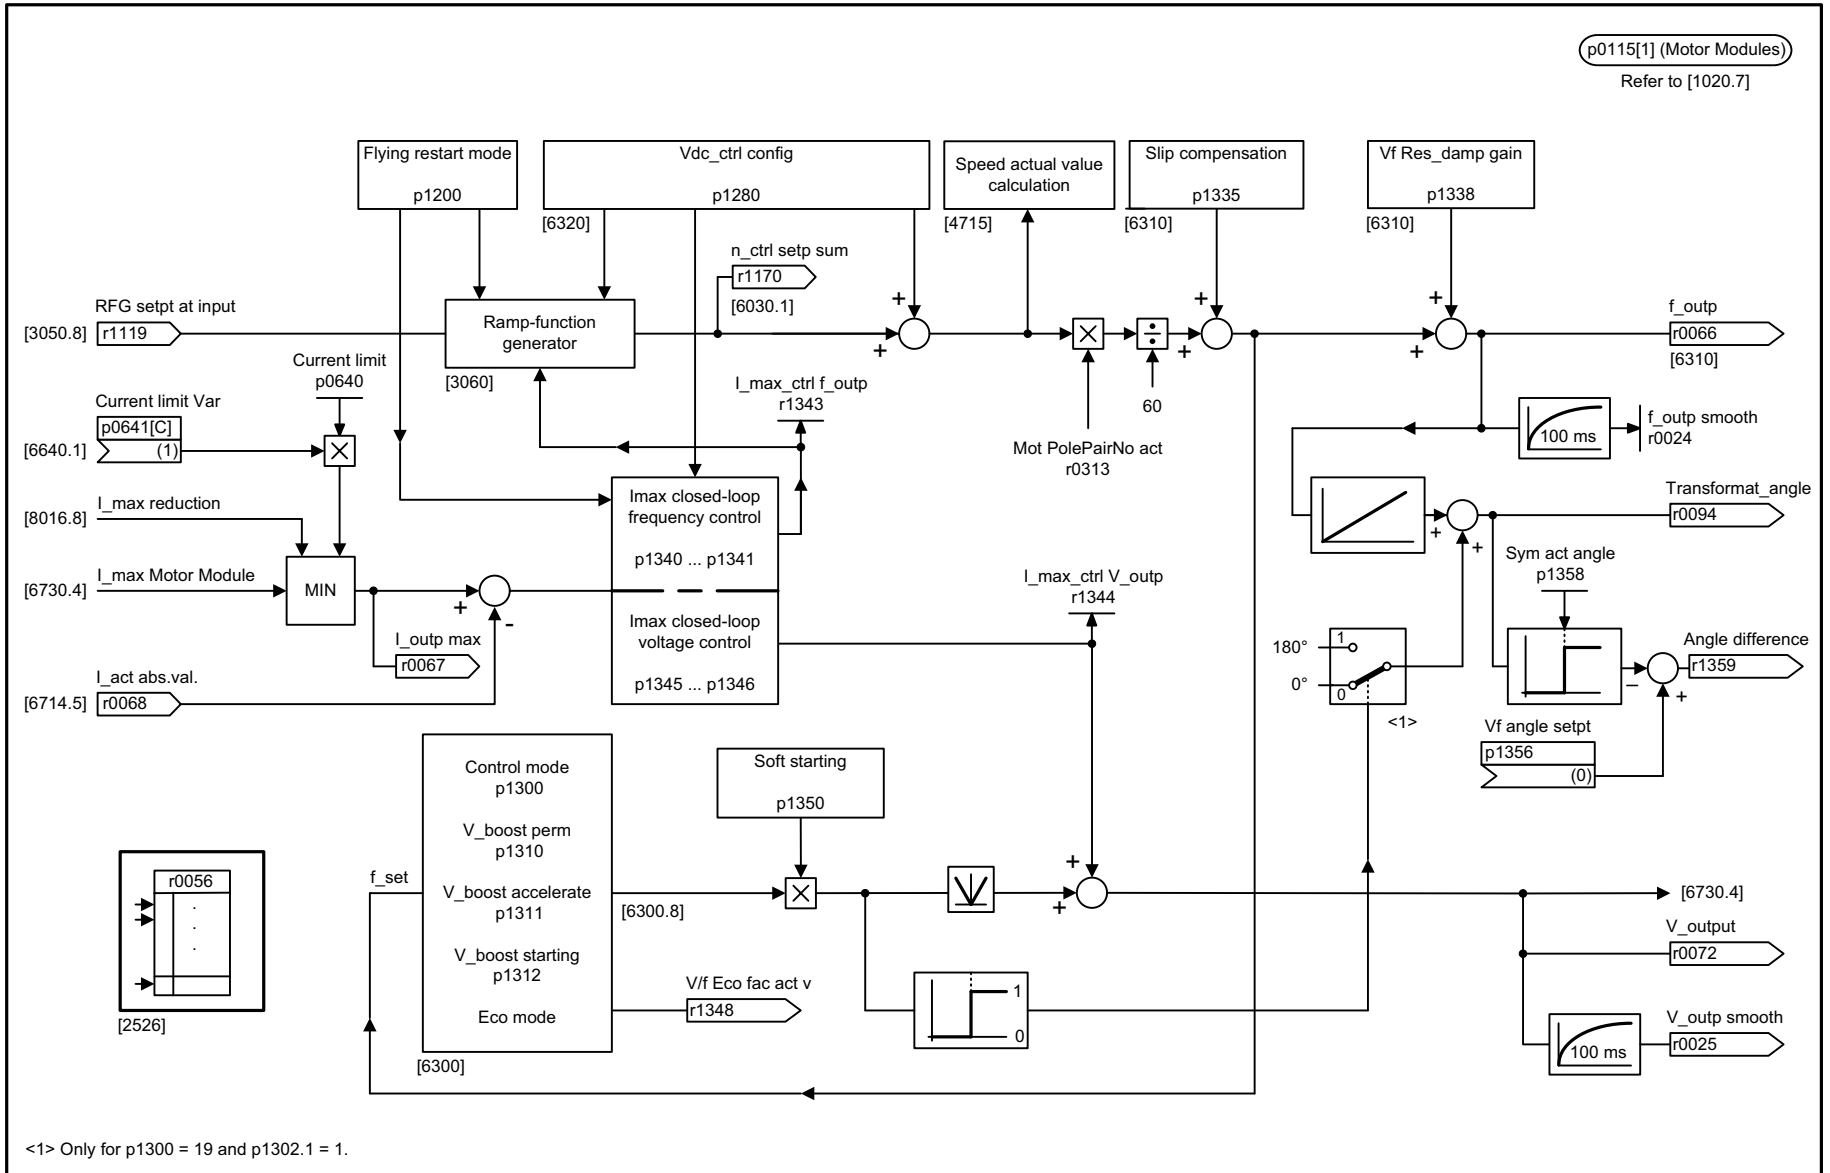 p0115[1] (Motor Modules)
Refer to [1020.7]
Flying restart mode
p1200
Vdc_ctrl config
p1280
[6320]
Speed actual value
calculation
[4715]
Slip compensation
p1335
[6310]
Vf Res_damp gain
p1338
[6310]
n_ctrl setp sum
r1170
[6030.1]
RFG setpt at input
[3050.8]
r1119
Ramp-function
generator
[3060]
+
+
×
÷
60
Mot PolePairNo act
r0313
+
+
+
+
f_outp
r0066
[6310]
Current limit
p0640
Current limit Var
p0641[C]
(1)
[6640.1]
×
I_max_ctrl f_outp
r1343
100 ms
f_outp smooth
r0024
I_max reduction
[8016.8]
Imax closed-loop
frequency control
p1340 ... p1341
Imax closed-loop
voltage control
p1345 ... p1346
Transformat_angle
r0094
+
+
I_max Motor Module
[6730.4]
MIN
+
-
I_outp max
r0067
I_max_ctrl V_outp
r1344
Sym act angle
p1358
180°
1
0°
0
<1>
Angle difference
r1359
–
+
I_act abs.val.
[6714.5]
r0068
Vf angle setpt
p1356
(0)
Control mode
p1300
V_boost perm
p1310
V_boost accelerate
p1311
V_boost starting
p1312
Eco mode
[6300]
f_set
[6300.8]
Soft starting
p1350
×
+
+
[6730.4]
V_output
r0072
r0056
.
.
.
[2526]
V/f Eco fac act v
r1348
1
0
100 ms
V_outp smooth
r0025
<1> Only for p1300 = 19 and p1302.1 = 1.